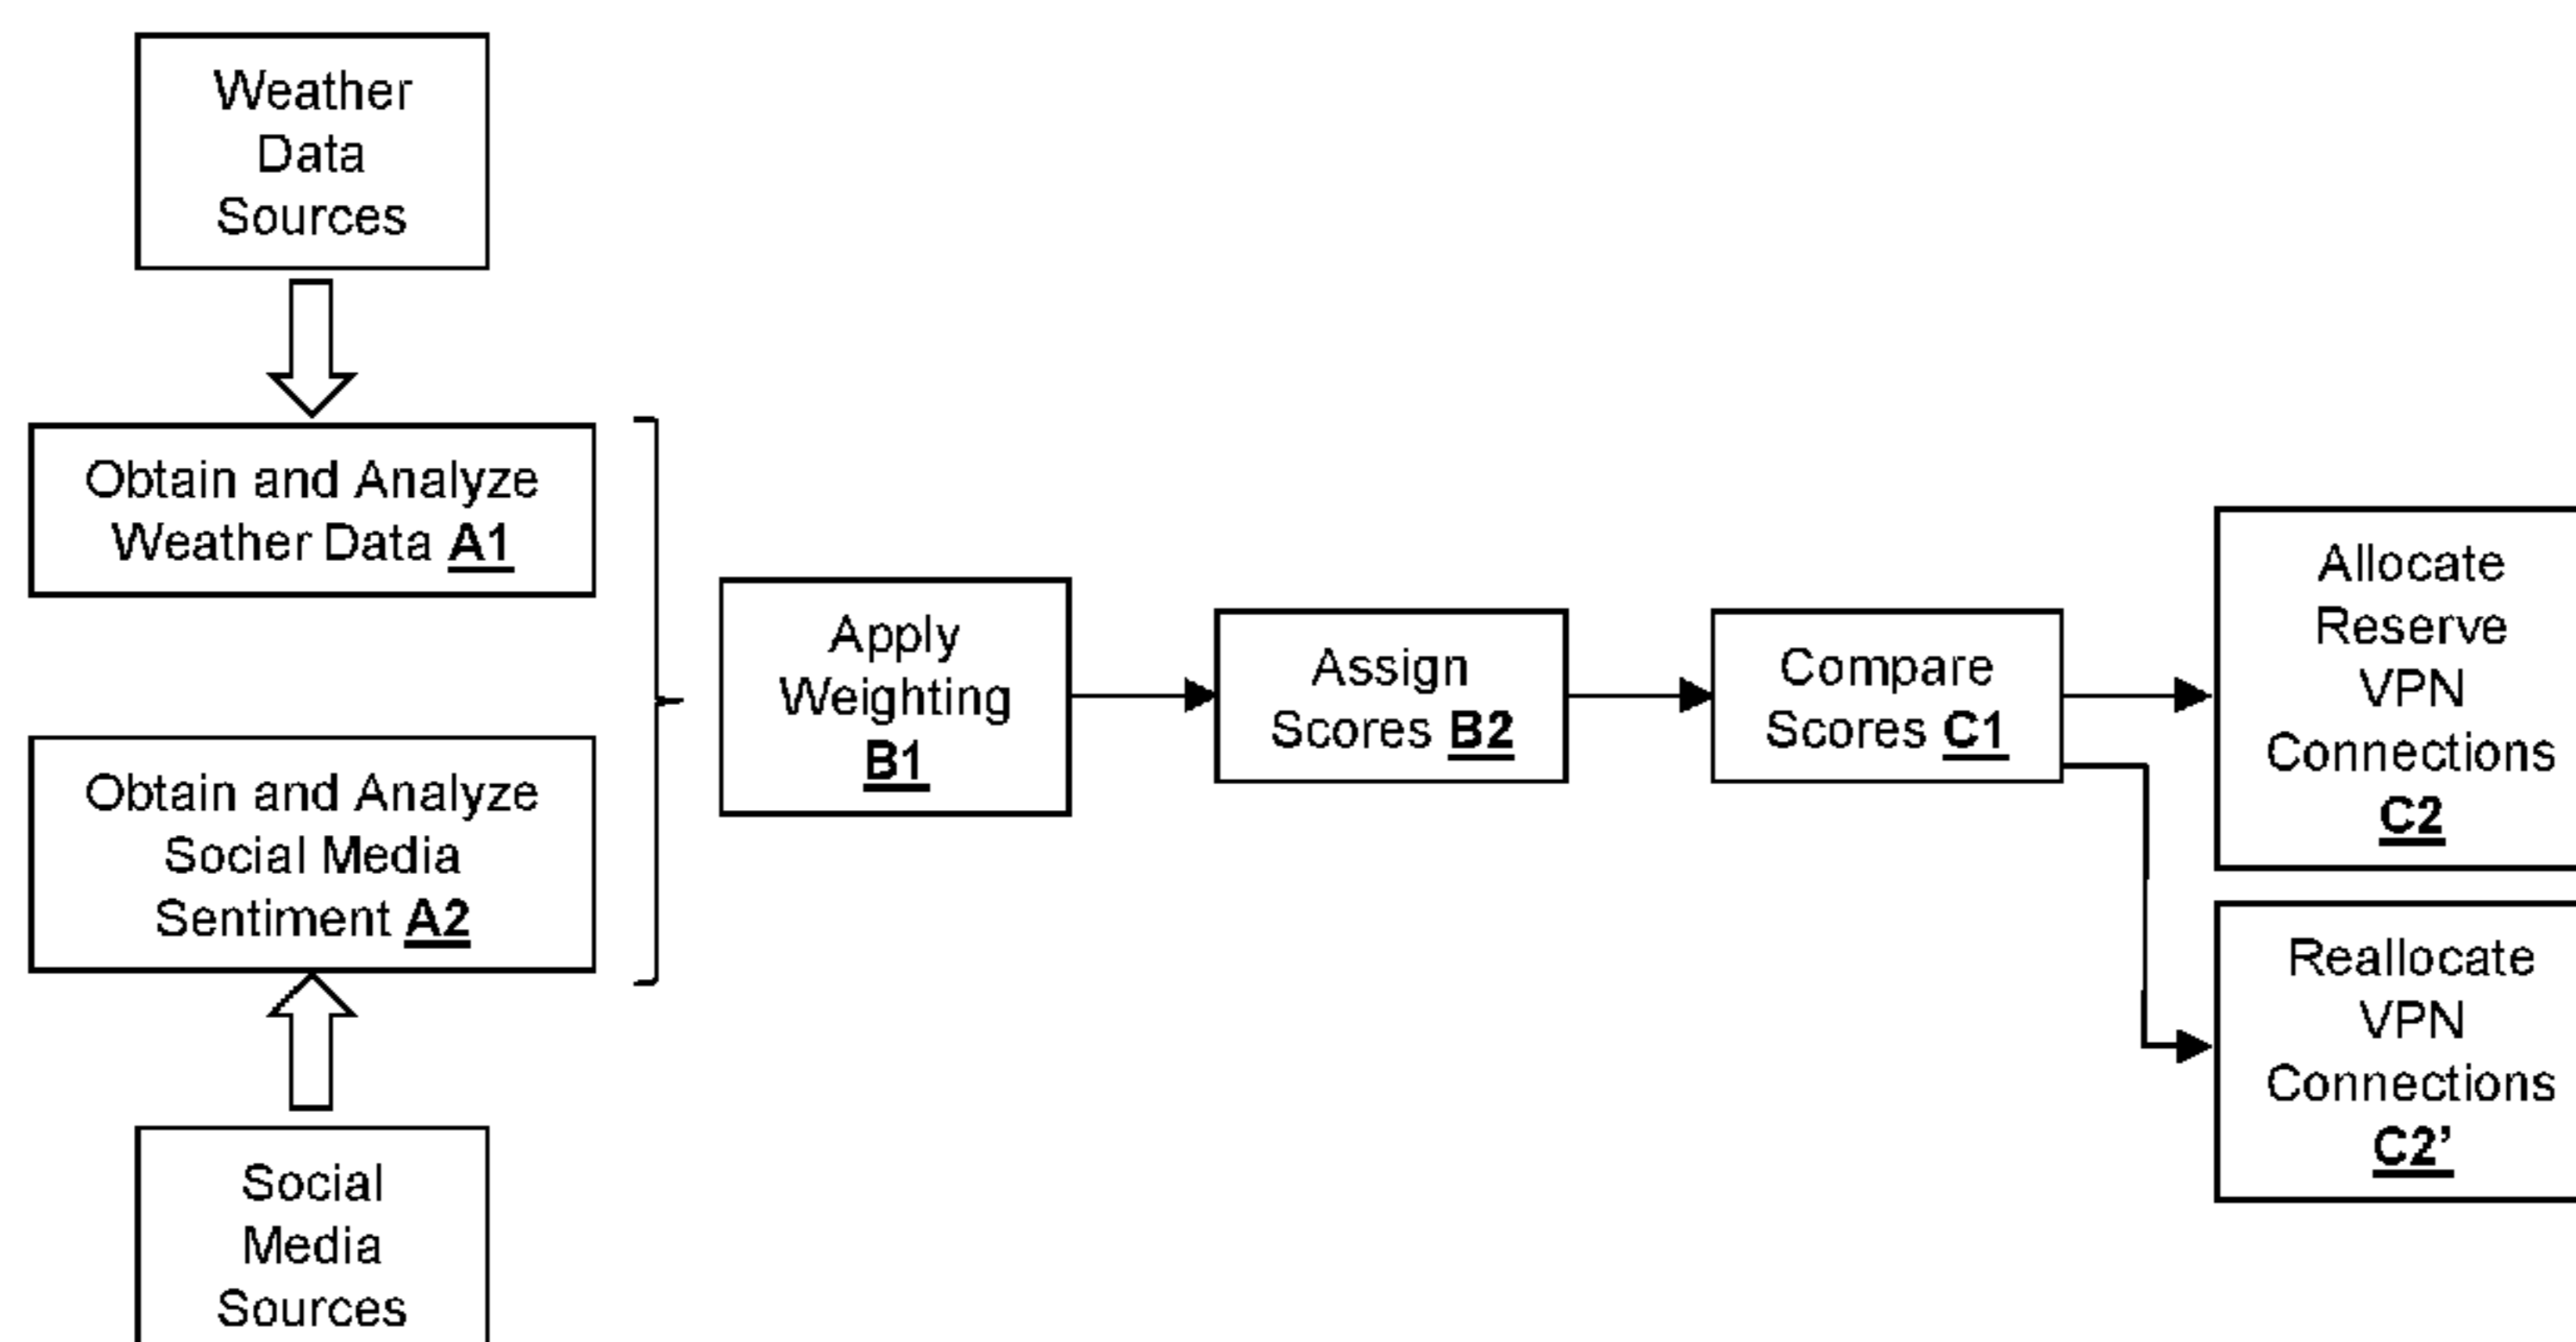 Weather
Data
Sources
Obtain and Analyze
Weather Data A1
Obtain and Analyze
Social Media
Sentiment A2
Social
Media
Sources
Apply
Weighting
B1
Assign
Scores B2
Compare
Scores C1
Allocate
Reserve
VPN
Connections
C2
Reallocate
VPN
Connections
C2’